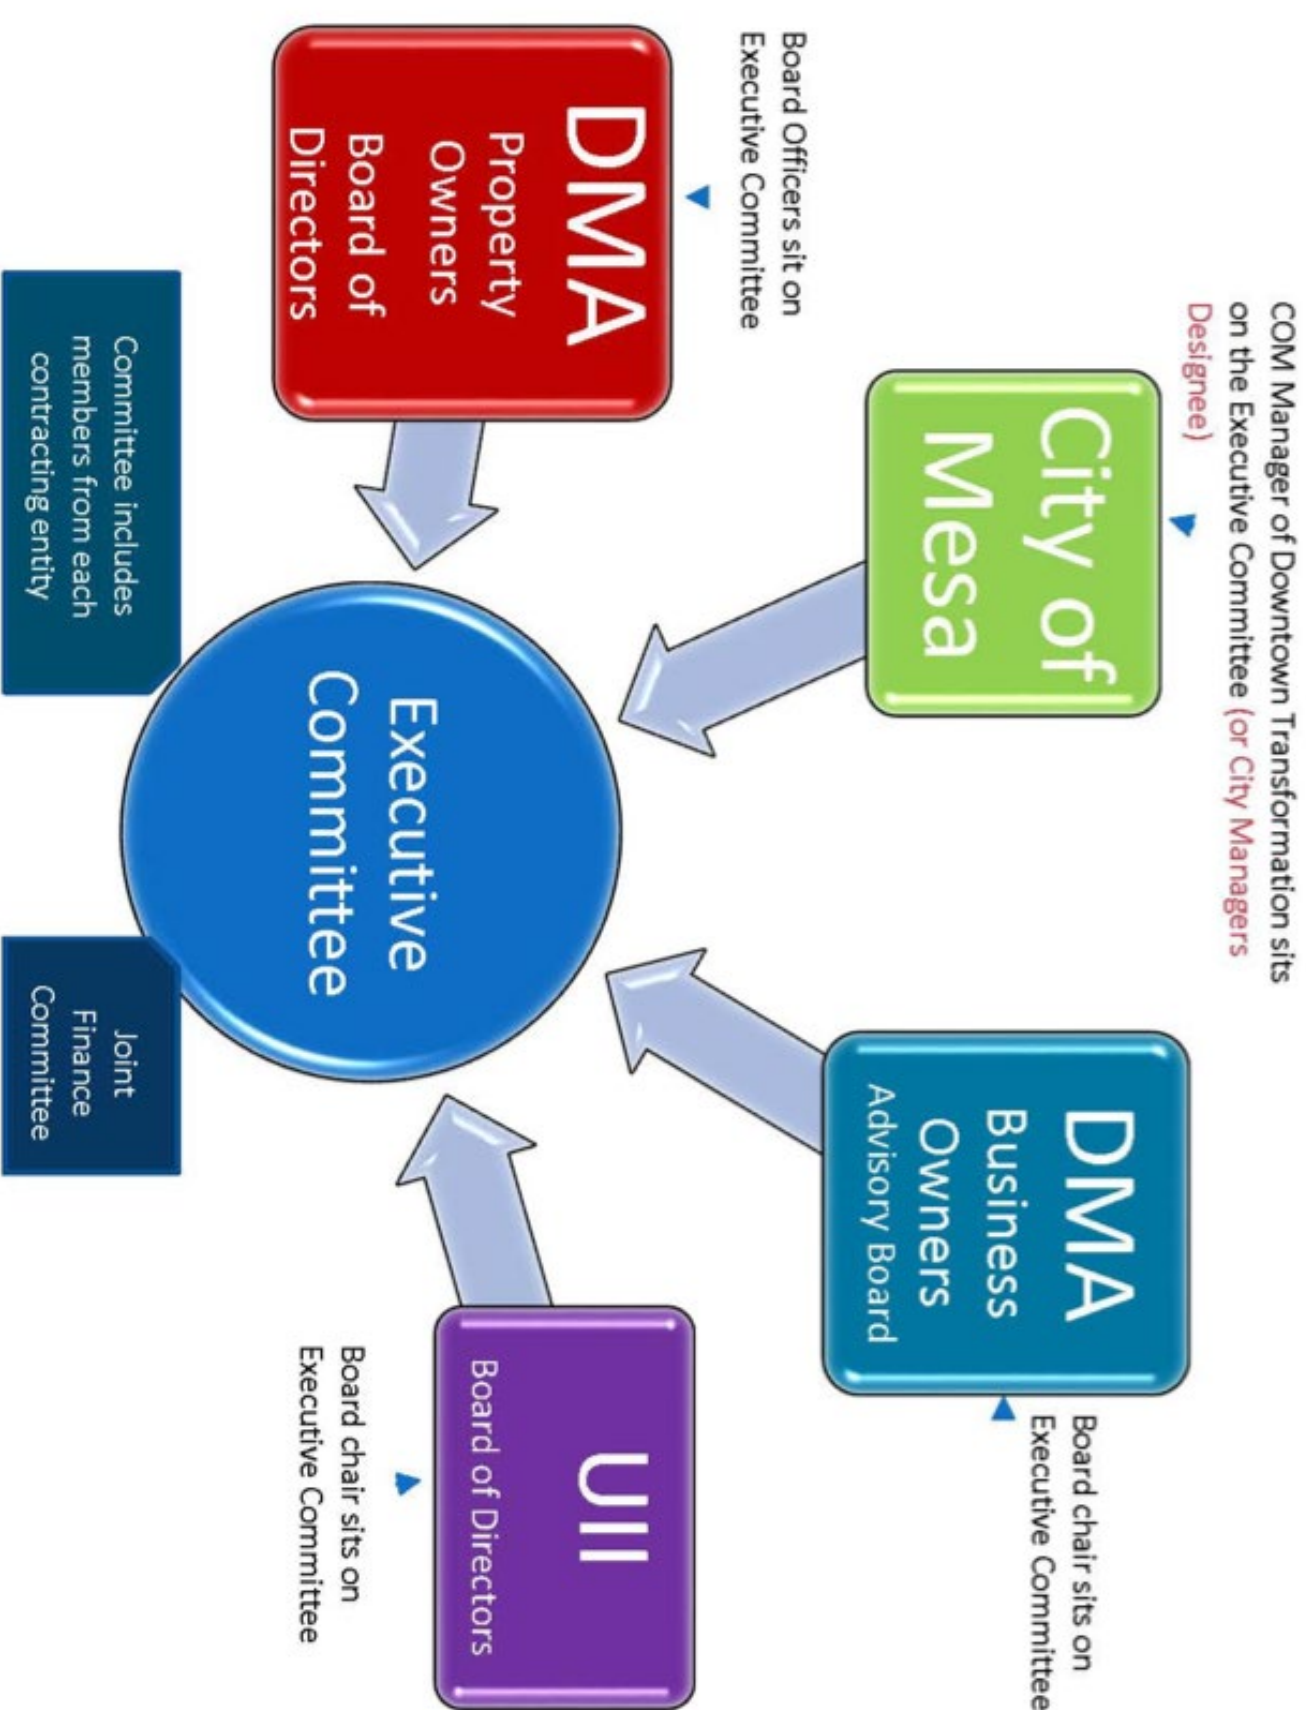 COM Manager of Downtown Transformation sits
on the Executive Committee (or City Managers
Designee)
City of
Mesa
DMA
Business
Owners
Advisory Board
Board chair sits on
Executive Committee
Board Officers sit on
Executive Committee
DMA
Property
Owners
Board of
Directors
UII
Board of Directors
Board chair sits on
Executive Committee
Executive
Committee
Committee includes
members from each
contracting entity
Joint
Finance
Committee